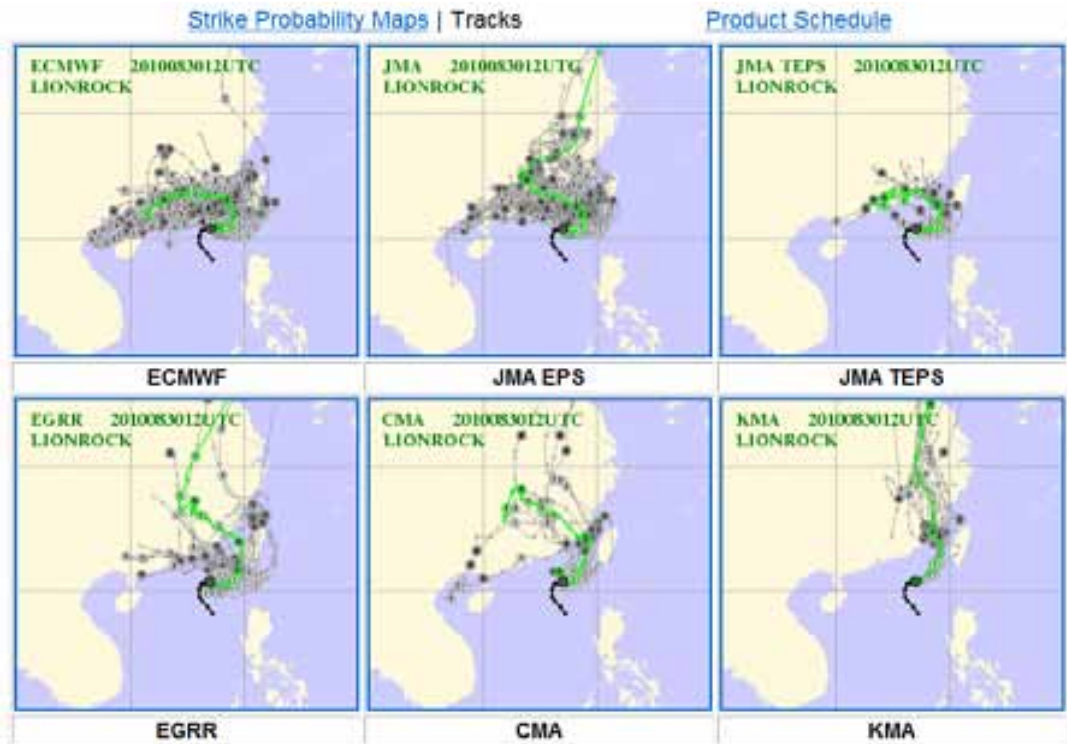 Strike Probability Maps | Tracks
Product Schedule
ECMWF 2010083012UTC
LIONROCK
JMA 2010083012UTC
LIONROCK
JMA TEPS 2010083012UTC
LIONROCK
ECMWF
JMA EPS
JMA TEPS
EGRR 2010083012UTC
LIONROCK
CMA 2010083012UTC
LIONROCK
KMA 2010083012UTC
LIONROCK
EGRR
CMA
KMA